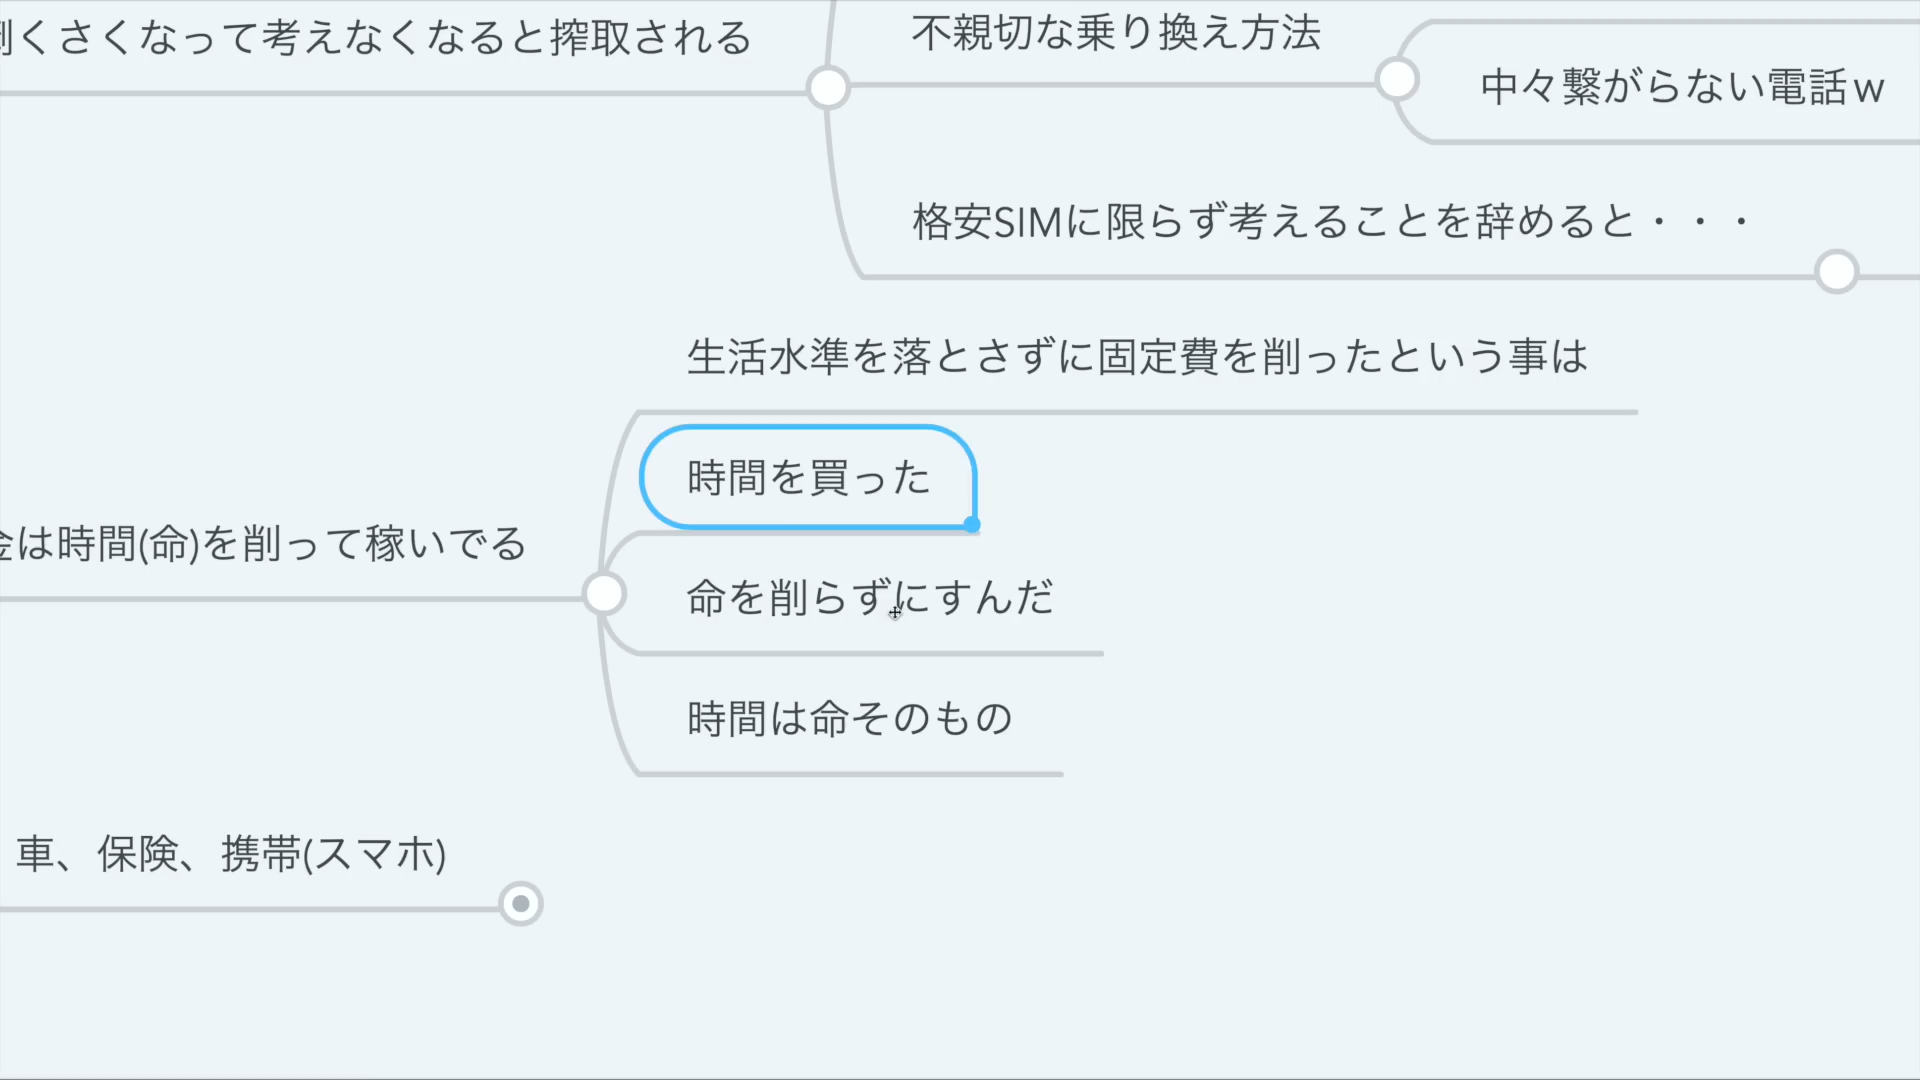 くさくなって考えなくなると搾取される
不親切な乗り換え方法
中々繋がらない電話w
格安SIMに限らず考えることを辞めると・・・
生活水準を落とさずに固定費を削ったという事は
時間を買った
金は時間(命)を削って稼いでる
命を削らずにすんだ
時間は命そのもの
車、保険、携帯(スマホ)